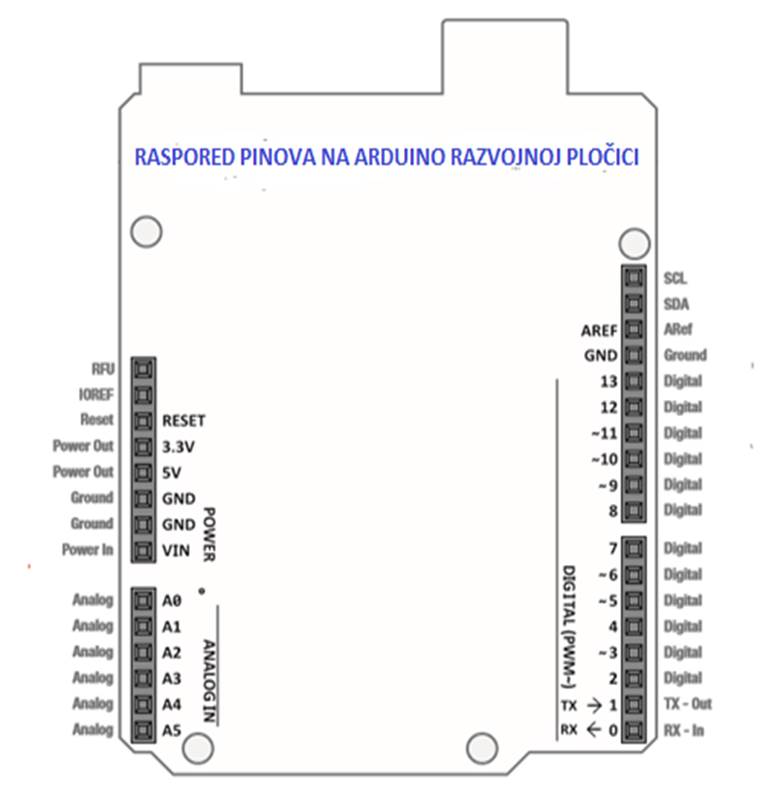 RASPORED PINOVA NA ARDUINO RAZVOJNOJ PLOČICI
SCL
SDA
AREF ARef
GND Ground
13 Digital
12 Digital
~11 Digital
~10 Digital
~9 Digital
8 Digital
7 Digital
~6 Digital
~5 Digital
4 Digital
~3 Digital
2 Digital
TX → 1 TX - Out
RX ← 0 RX - In
DIGITAL (PWM~)
RFU
IOREF
Reset RESET
Power Out 3.3V
Power Out 5V
Ground GND
Ground GND
Power In VIN
POWER
Analog A0
Analog A1
Analog A2
Analog A3
Analog A4
Analog A5
ANALOG IN